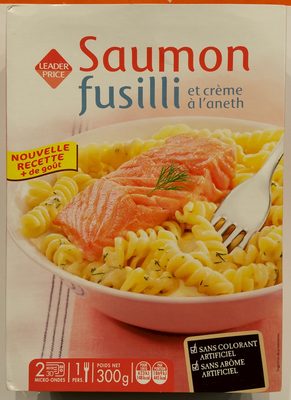 LEADER
PRICE
Saumon
fusilli
et crème
à l'aneth
NOUVELLE
RECETTE
+ de goût
SANS COLORANT
ARTIFICIEL
SANS ARÔME
ARTIFICIEL
2 30
MICRO-ONDES
1
PERS.
POIDS NET
300g